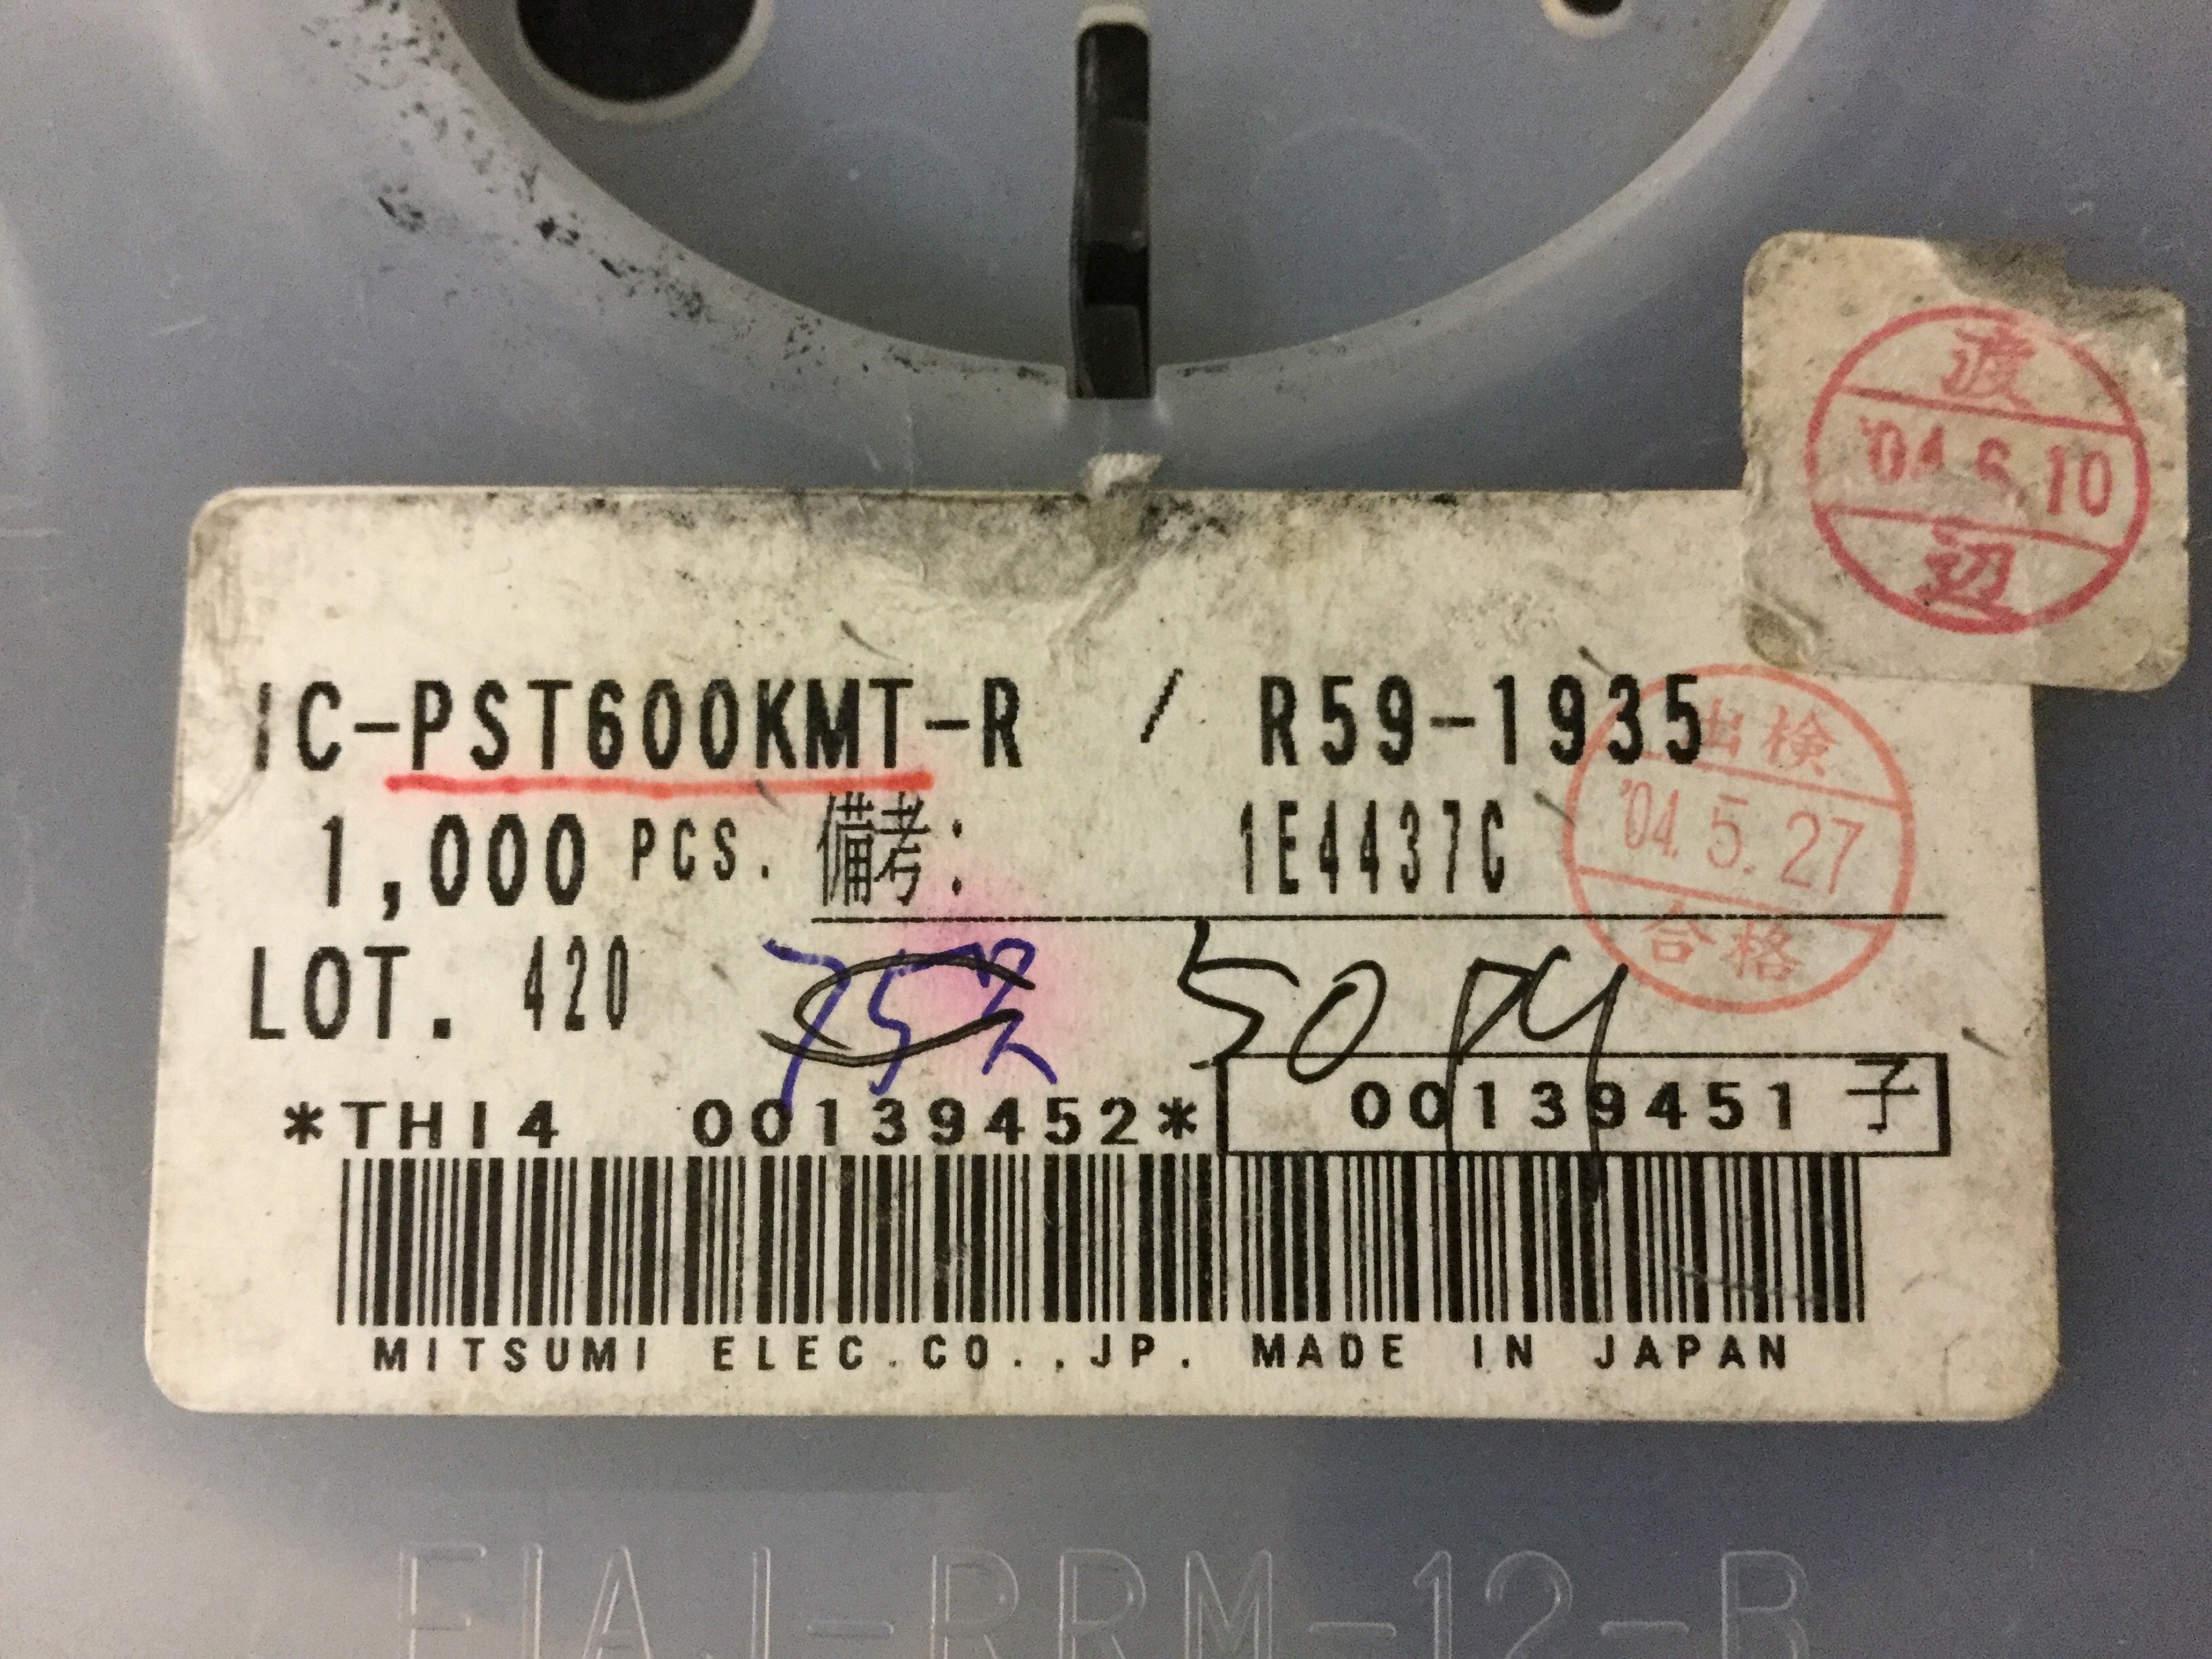 渡
'04.6.10
辺
IC-PST600KMT-R / R59-1935
出検
'04.5.27
合格
1,000 PCS. 備考: 1E4437C
LOT. 420
50
*THI4 00139452* 00139451 子
MITSUMI ELEC.CO.,JP. MADE IN JAPAN
EIAJ-RRM-12-B